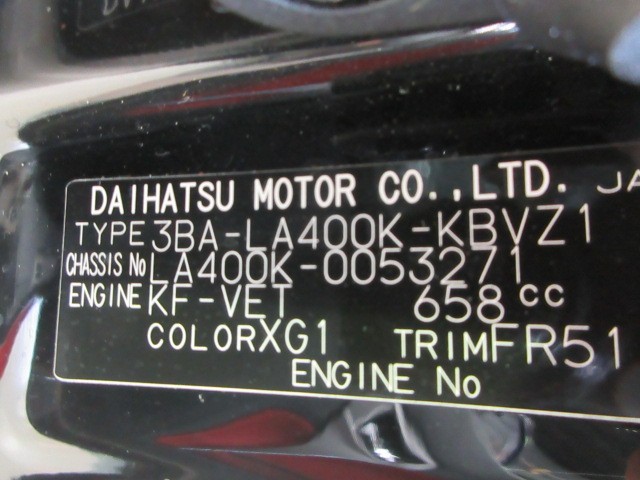 DAIHATSU MOTOR CO.,LTD. JA
TYPE 3BA-LA400K-KBVZ1
CHASSIS No LA400K-0053271
ENGINE KF-VET 658 cc
COLOR XG1 TRIM FR51
ENGINE No